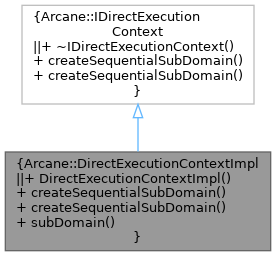 {Arcane::IDirectExecution
Context
||+ ~IDirectExecutionContext()
+ createSequentialSubDomain()
+ createSequentialSubDomain()
}
{Arcane::DirectExecutionContextImpl
||+ DirectExecutionContextImpl()
+ createSequentialSubDomain()
+ createSequentialSubDomain()
+ subDomain()
}